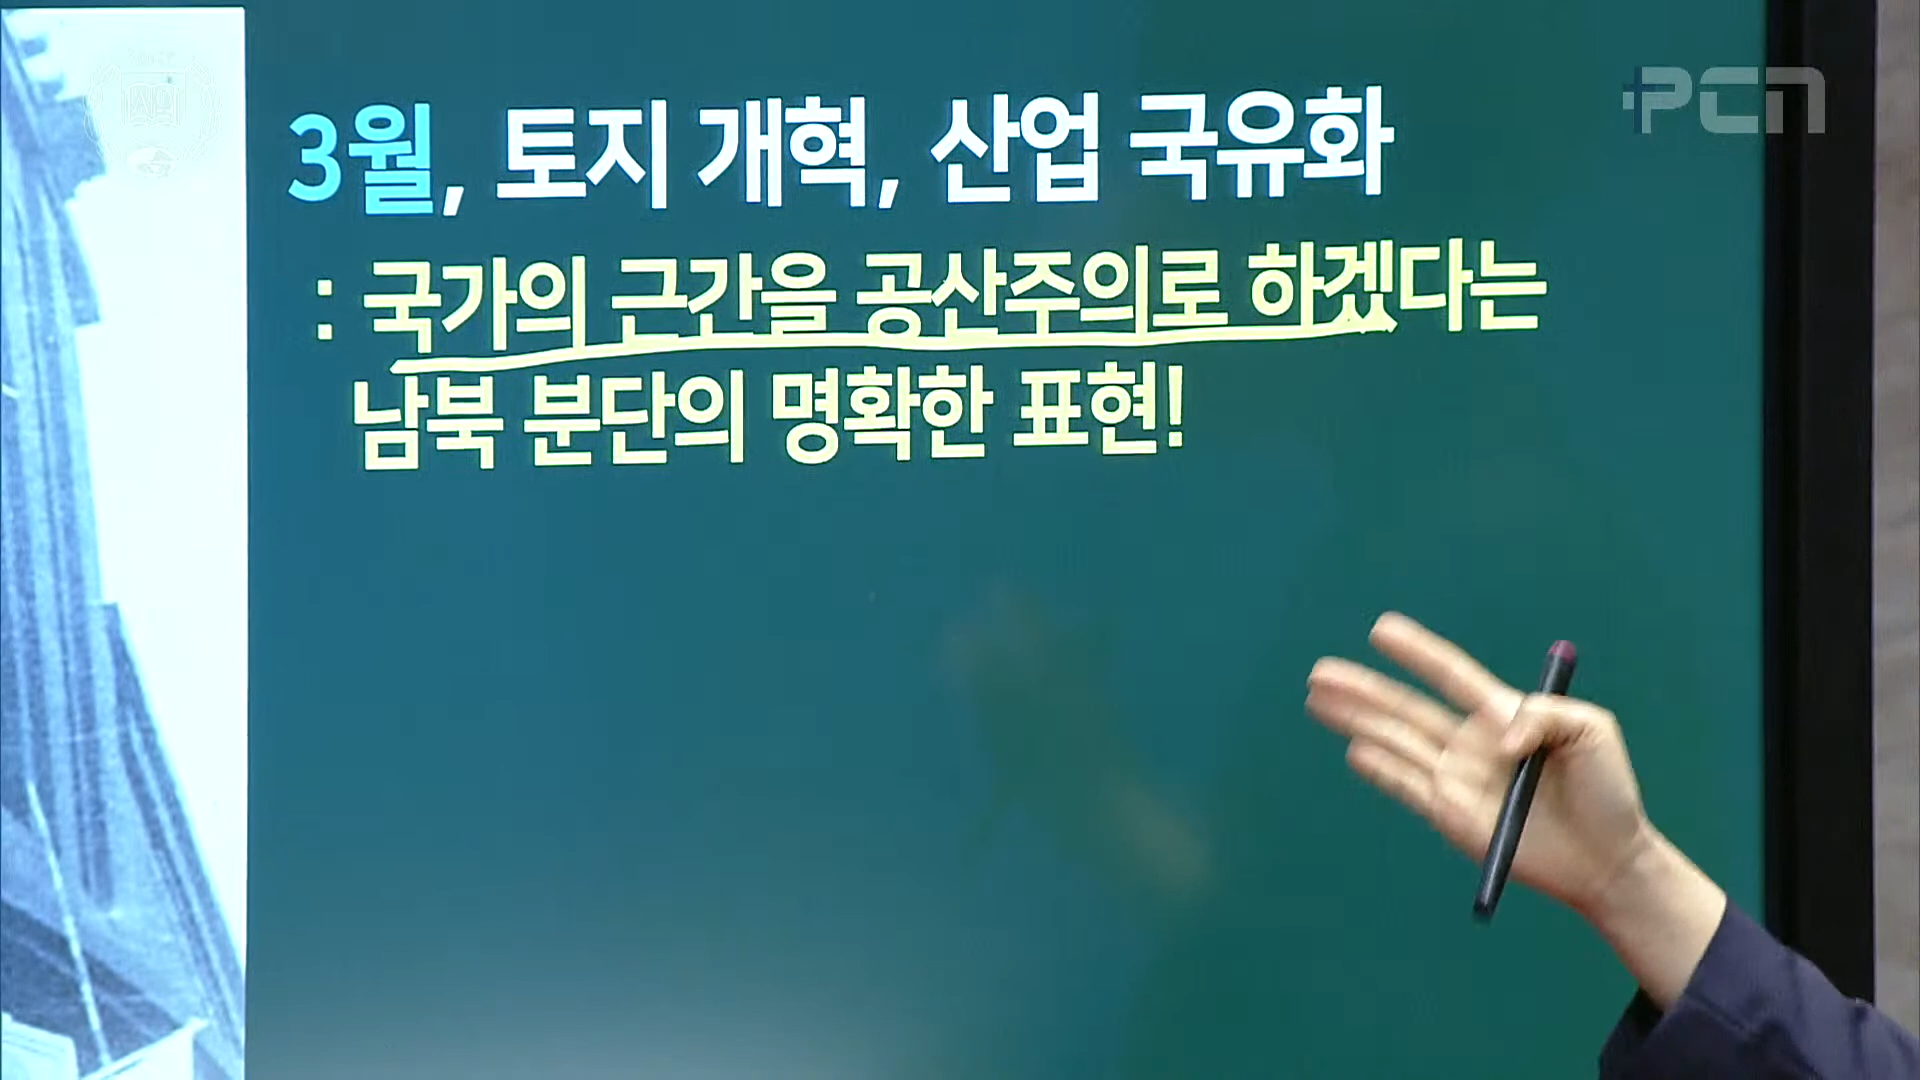 3월, 토지 개혁, 산업 국유화
: 국가의 근간을 공산주의로 하겠다는
남북 분단의 명확한 표현!
PCN